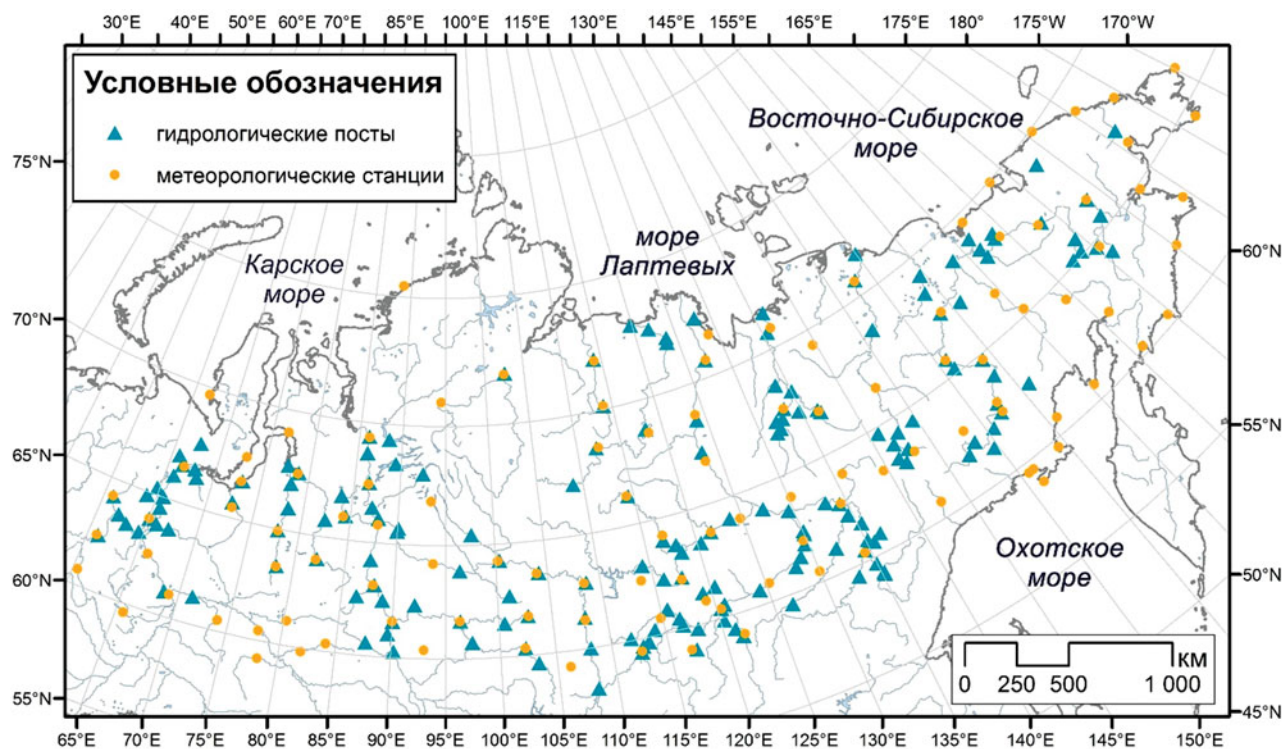 30°E 40°E 50°E 60°E 70°E 85°E 100°E 115°E 130°E 145°E 155°E 165°E 175°E 180° 175°W 170°W
Условные обозначения
гидрологические посты
метеорологические станции
Восточно-Сибирское
море
море
Лаптевых
Карское
море
Охотское
море
75°N
70°N
65°N
60°N
55°N
60°N
55°N
50°N
45°N
КМ
0 250 500 1 000
65°E 70°E 75°E 80°E 85°E 90°E 95°E 100°E 105°E 110°E 115°E 120°E 125°E 130°E 135°E 140°E 145°E 150°E